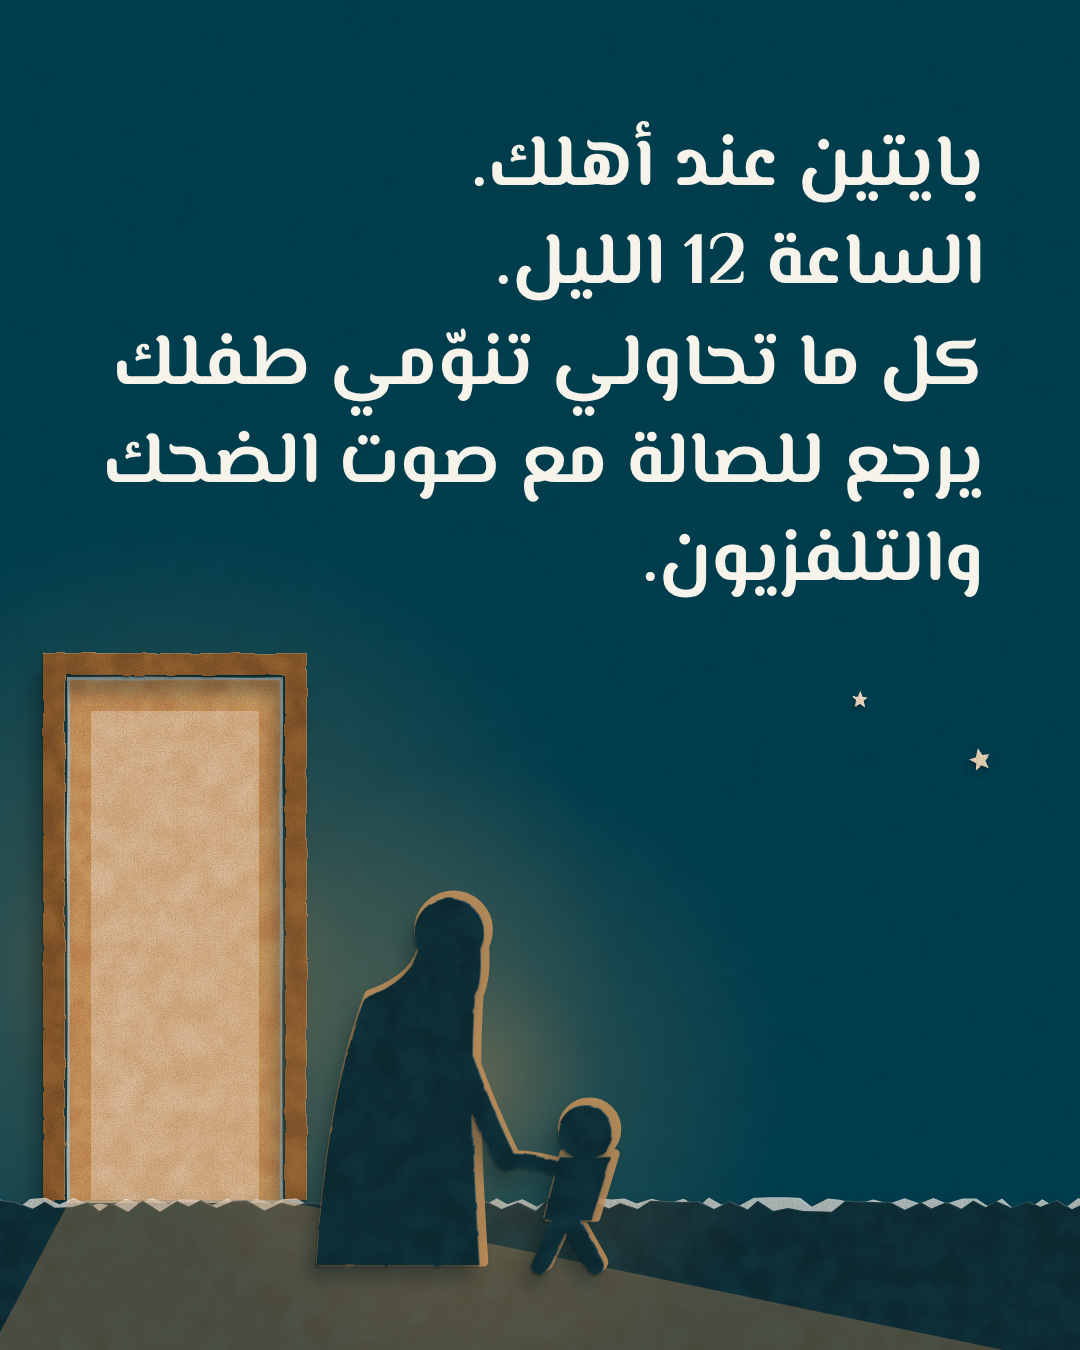 بايتين عند أهلك.
الساعة 12 الليل.
كل ما تحاولي تنوّمي طفلك
يرجع للصالة مع صوت الضحك
والتلفزيون.